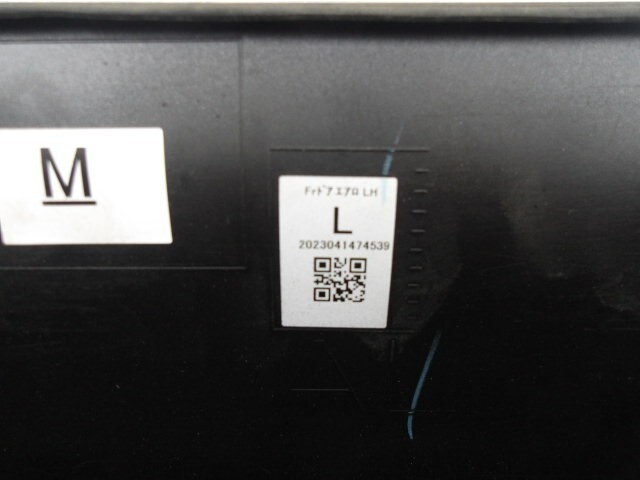 M
Frﾄﾞｱ ｴｱﾛ LH
L
2023041474539